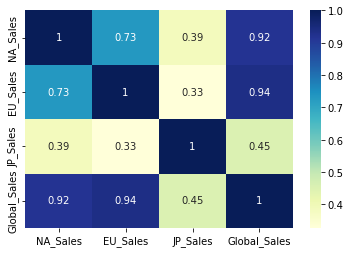 NA_Sales 1 0.73 0.39 0.92
EU_Sales 0.73 1 0.33 0.94
JP_Sales 0.39 0.33 1 0.45
Global_Sales 0.92 0.94 0.45 1
NA_Sales EU_Sales JP_Sales Global_Sales
1.0
0.9
0.8
0.7
0.6
0.5
0.4